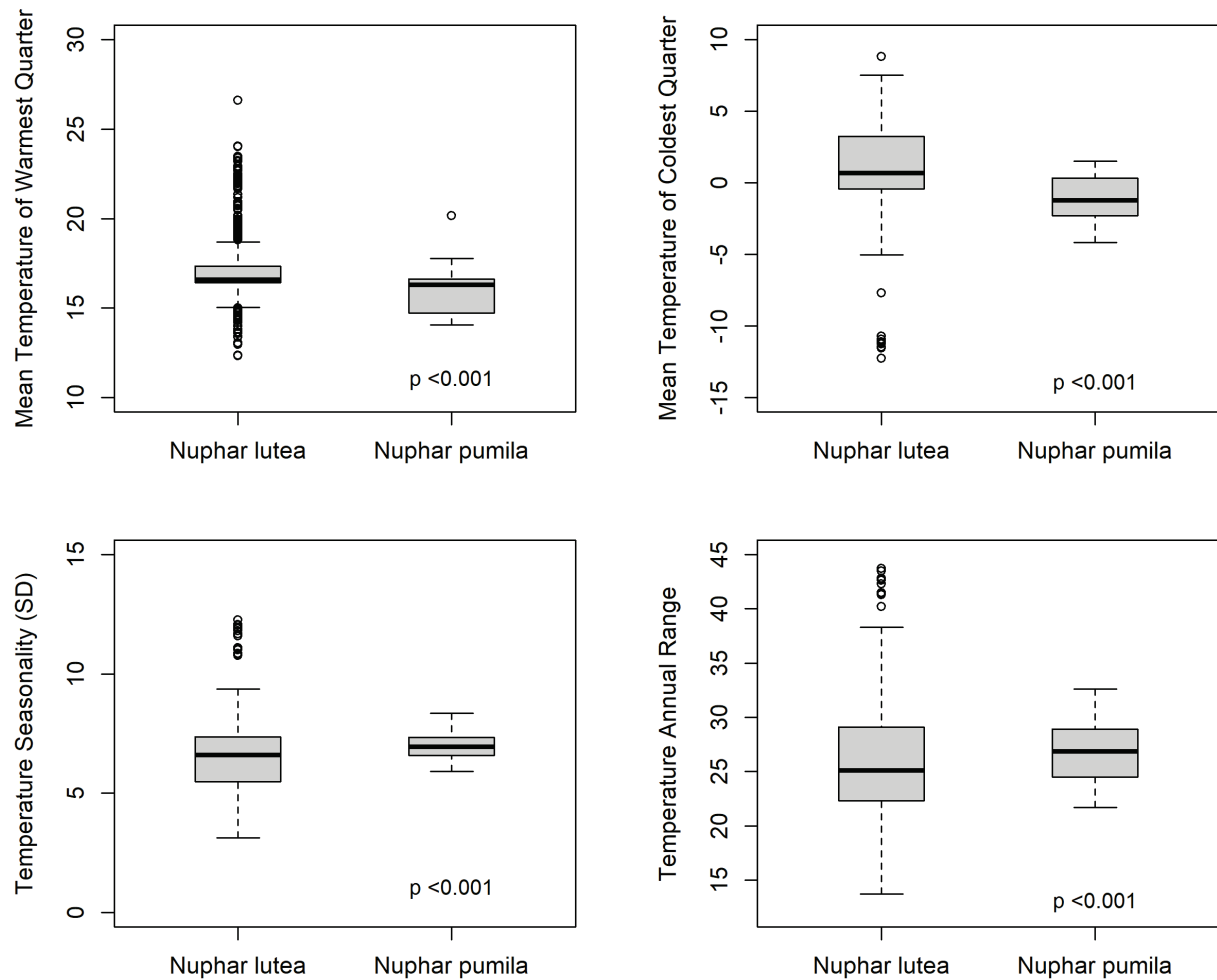 Mean Temperature of Warmest Quarter
30
25
20
15
10
p <0.001
Nuphar lutea
Nuphar pumila
Mean Temperature of Coldest Quarter
10
5
0
-5
-10
-15
p <0.001
Nuphar lutea
Nuphar pumila
Temperature Seasonality (SD)
15
10
5
0
p <0.001
Nuphar lutea
Nuphar pumila
Temperature Annual Range
45
40
35
30
25
20
15
p <0.001
Nuphar lutea
Nuphar pumila